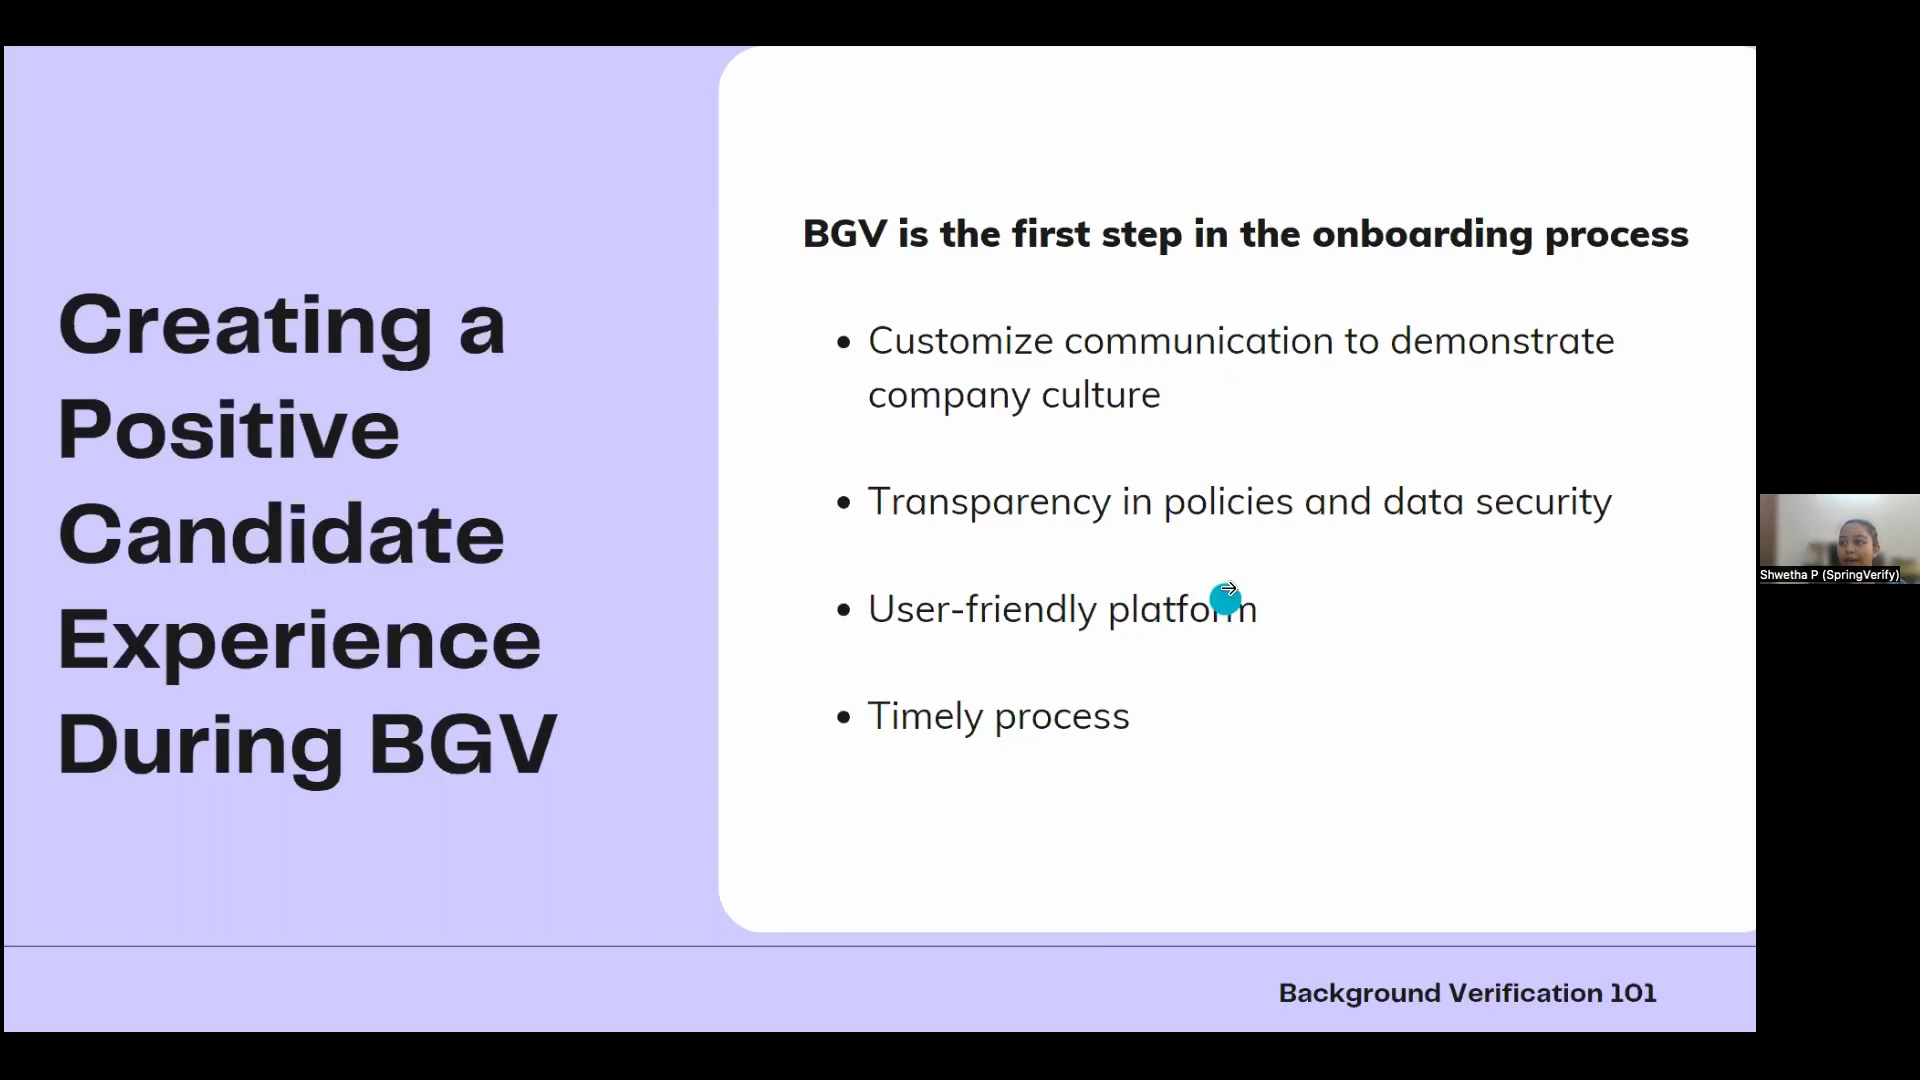 Creating a
Positive
Candidate
Experience
During BGV
BGV is the first step in the onboarding process
• Customize communication to demonstrate
company culture
• Transparency in policies and data security
• User-friendly platform
• Timely process
Shwetha P (SpringVerify)
Background Verification 101